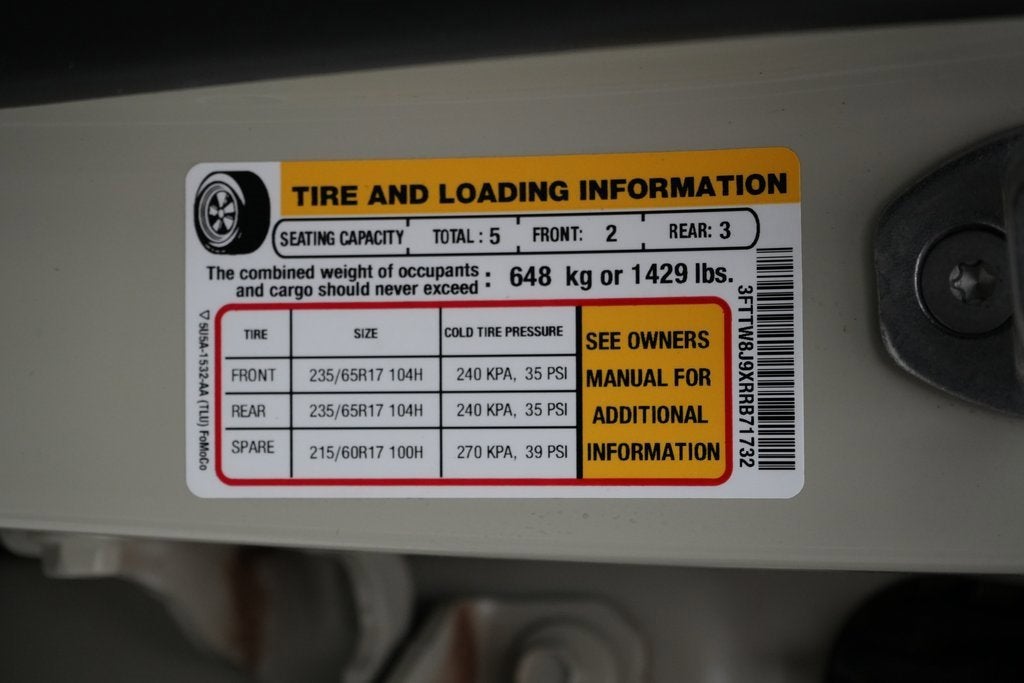 TIRE AND LOADING INFORMATION
SEATING CAPACITY TOTAL : 5 FRONT: 2 REAR: 3
The combined weight of occupants
and cargo should never exceed : 648 kg or 1429 lbs.
TIRE SIZE COLD TIRE PRESSURE
FRONT 235/65R17 104H 240 KPA, 35 PSI
REAR 235/65R17 104H 240 KPA, 35 PSI
SPARE 215/60R17 100H 270 KPA, 39 PSI
SEE OWNERS
MANUAL FOR
ADDITIONAL
INFORMATION
3FTTW8J9XRRB71732
▽ 5U5A-1532-AA (TLU) FoMoCo